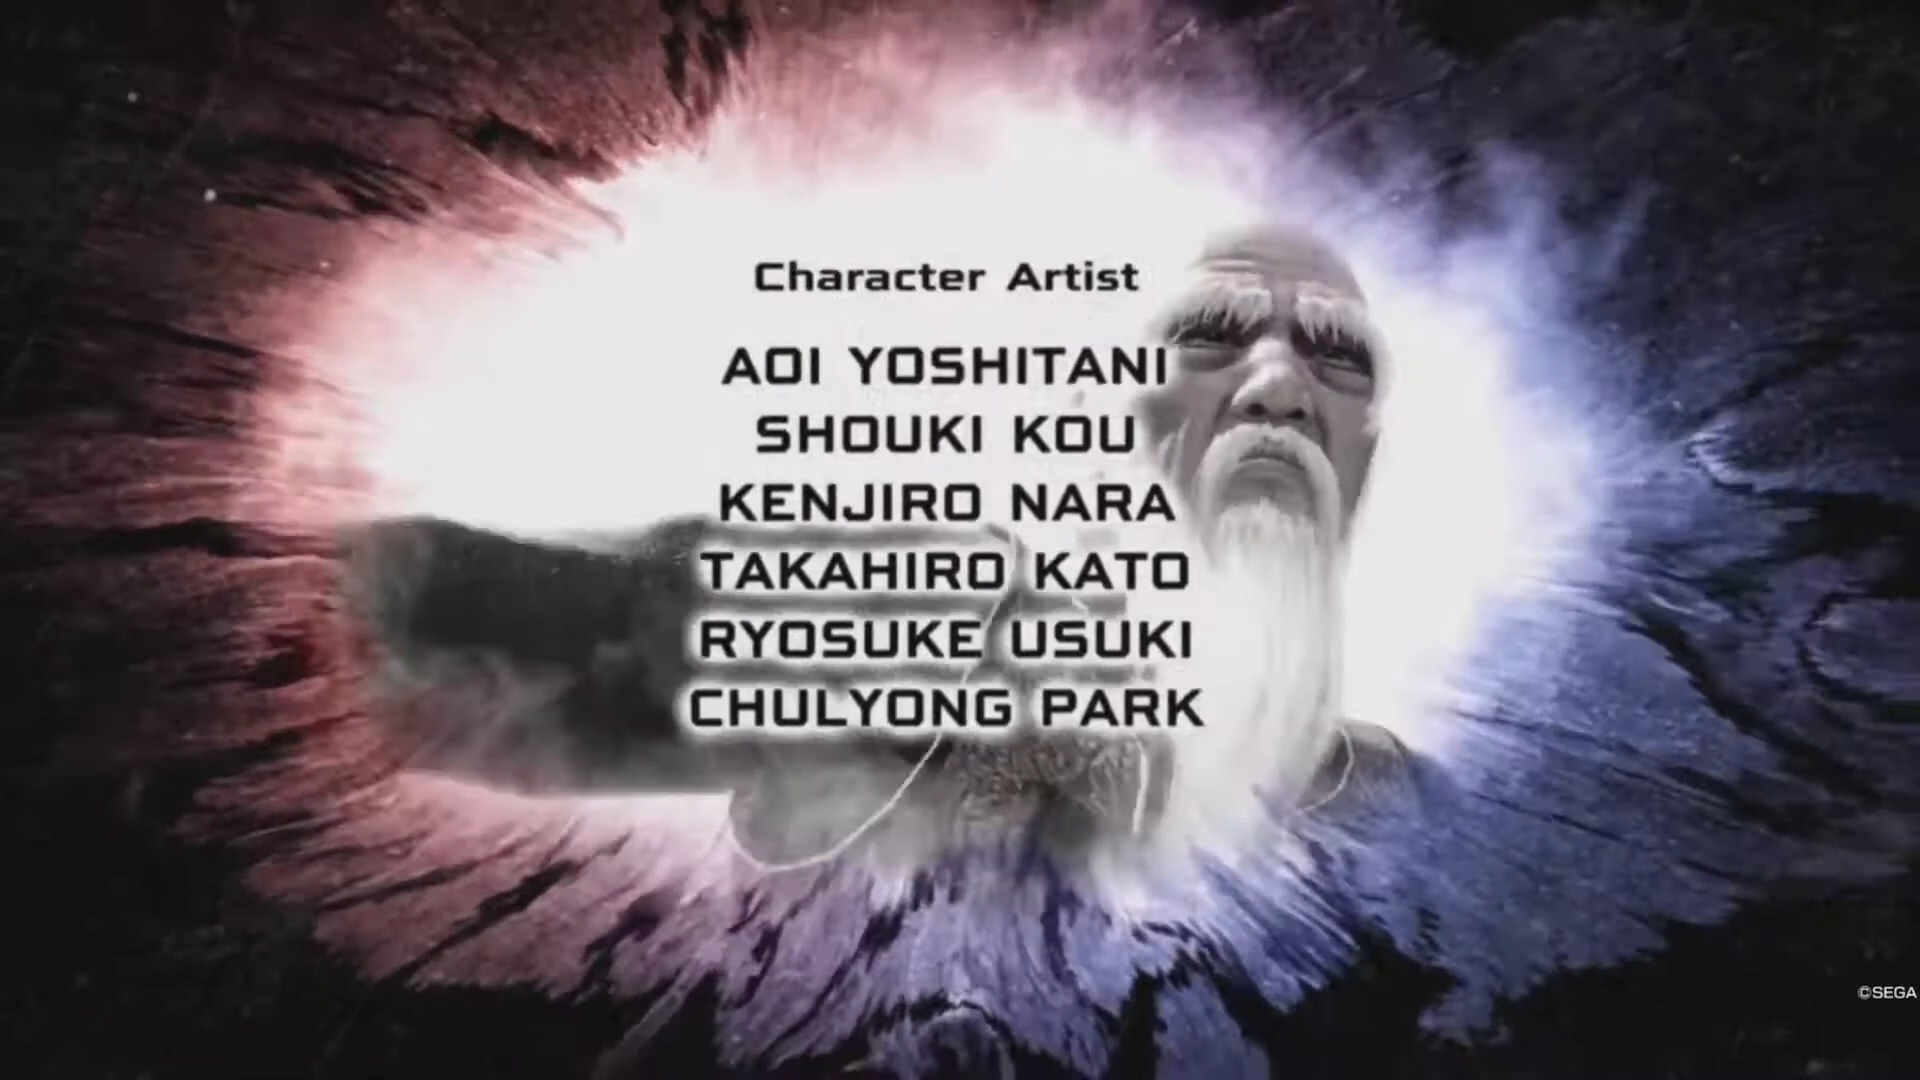 Character Artist
AOI YOSHITANI
SHOUKI KOU
KENJIRO NARA
TAKAHIRO KATO
RYOSUKE USUKI
CHULYONG PARK
©SEGA